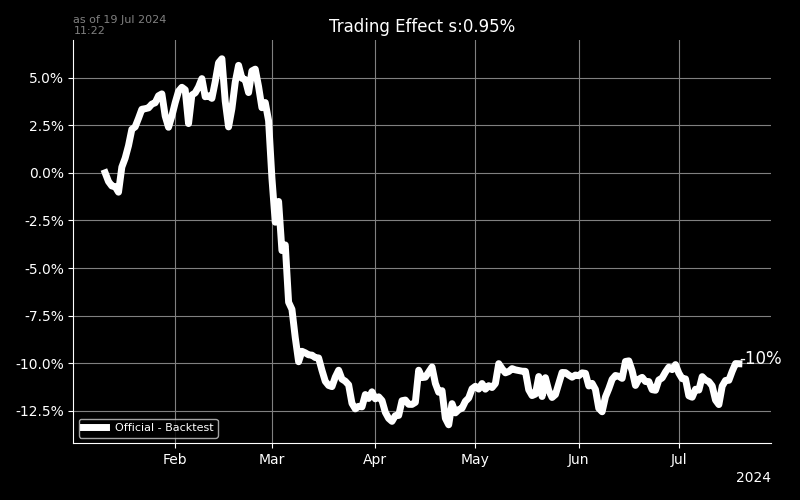 as of 19 Jul 2024
11:22
Trading Effect s:0.95%
5.0%
2.5%
0.0%
-2.5%
-5.0%
-7.5%
-10.0%
-12.5%
-10%
Official - Backtest
Feb
Mar
Apr
May
Jun
Jul
2024